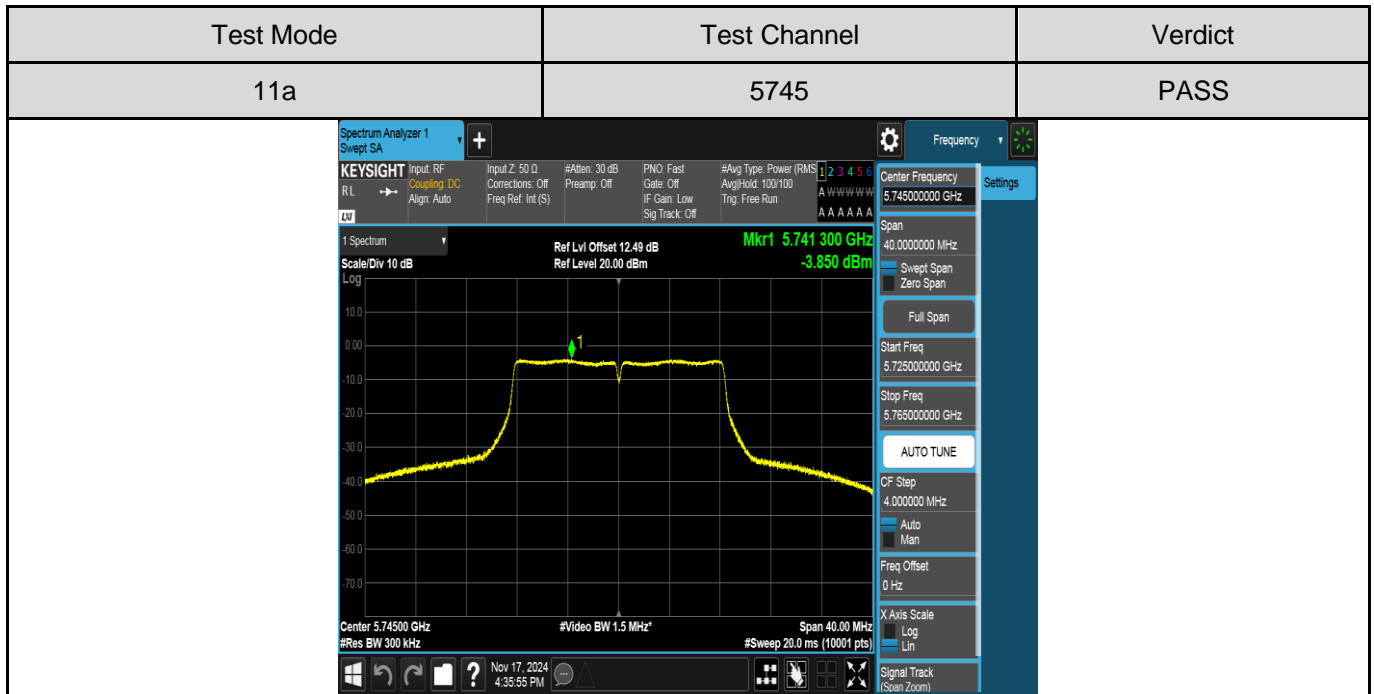 Test Mode Test Channel Verdict
11a 5745 PASS
Spectrum Analyzer 1
Swept SA
+
Frequency
KEYSIGHT
RL
LXI
Input: RF
Coupling: DC
Align: Auto
Input Z: 50 Ω
Corrections: Off
Freq Ref: Int (S)
#Atten: 30 dB
Preamp: Off
PNO: Fast
Gate: Off
IF Gain: Low
Sig Track: Off
#Avg Type: Power (RMS
Avg|Hold: 100/100
Trig: Free Run
1 2 3 4 5 6
A W W W W W
A A A A A A
1 Spectrum
Scale/Div 10 dB
Ref Lvl Offset 12.49 dB
Ref Level 20.00 dBm
Mkr1 5.741 300 GHz
-3.850 dBm
Log
10.0
0.00
-10.0
-20.0
-30.0
-40.0
-50.0
-60.0
-70.0
1
Center 5.74500 GHz
#Res BW 300 kHz
#Video BW 1.5 MHz*
Span 40.00 MHz
#Sweep 20.0 ms (10001 pts)
?
Nov 17, 2024
4:35:55 PM
Center Frequency
5.745000000 GHz
Span
40.0000000 MHz
Swept Span
Zero Span
Full Span
Start Freq
5.725000000 GHz
Stop Freq
5.765000000 GHz
AUTO TUNE
CF Step
4.000000 MHz
Auto
Man
Freq Offset
0 Hz
X Axis Scale
Log
Lin
Signal Track
(Span Zoom)
Settings